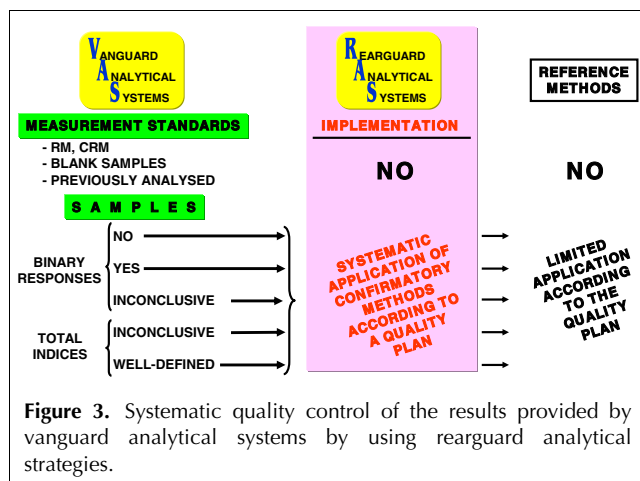 VANGUARD
ANALYTICAL
SYSTEMS
REARGUARD
ANALYTICAL
SYSTEMS
REFERENCE
METHODS
MEASUREMENT STANDARDS
IMPLEMENTATION
- RM, CRM
- BLANK SAMPLES
- PREVIOUSLY ANALYSED
NO
NO
SAMPLES
BINARY
RESPONSES
NO
YES
INCONCLUSIVE
TOTAL
INDICES
INCONCLUSIVE
WELL-DEFINED
SYSTEMATIC
APPLICATION OF
CONFIRMATORY
METHODS
ACCORDING TO
A QUALITY
PLAN
LIMITED
APPLICATION
ACCORDING
TO THE
QUALITY
PLAN
Figure 3. Systematic quality control of the results provided by
vanguard analytical systems by using rearguard analytical
strategies.